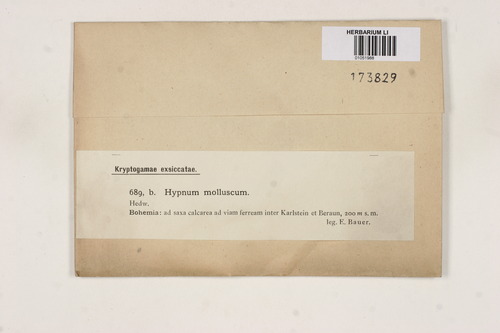 HERBARIUM LI
173829
Kryptogamae exsiccatae.
689, b. Hypnum molluscum.
Hedw.
Bohemia: ad saxa calcarea ad viam ferream inter Karlstein et Beraun, 200 m s. m.
leg. E. Bauer.